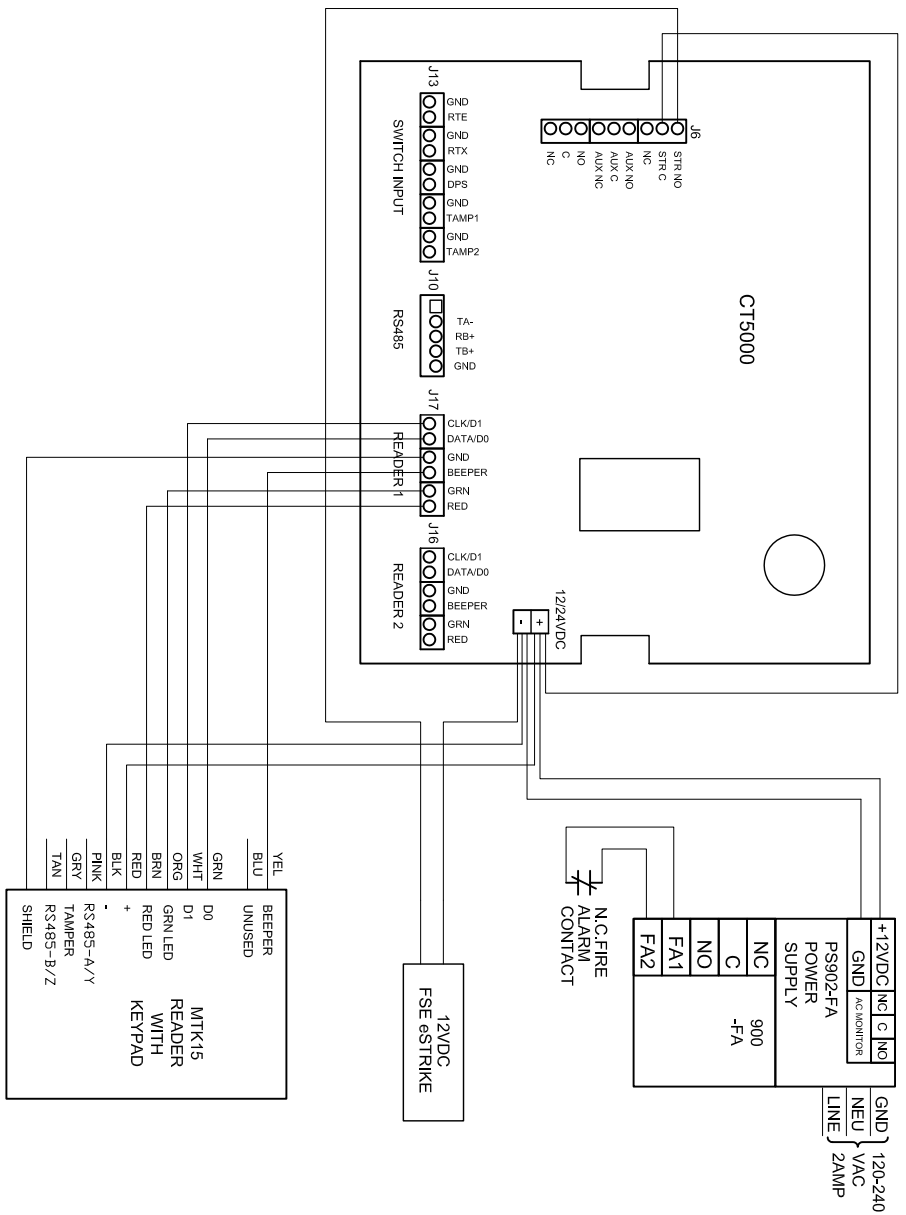 J6
STR NO
STR C
NC
AUX NO
AUX C
AUX NC
NO
C
NC
CT5000
J13
GND
RTE
GND
RTX
GND
DPS
GND
TAMP1
GND
TAMP2
SWITCH INPUT
J10
TA-
RB+
TB+
GND
RS485
J17
CLK/D1
DATA/D0
GND
BEEPER
GRN
RED
READER 1
J16
CLK/D1
DATA/D0
GND
BEEPER
GRN
RED
READER 2
12/24VDC
+
-
+12VDC
GND
NC
C
NO
AC MONITOR
PS902-FA
POWER
SUPPLY
GND
NEU
LINE
120-240
VAC
2AMP
900
-FA
NC
C
NO
FA1
FA2
N.C.FIRE
ALARM
CONTACT
12VDC
FSE eSTRIKE
YEL
BLU
GRN
WHT
ORG
BRN
RED
BLK
PINK
GRY
TAN
BEEPER
UNUSED
D0
D1
GRN LED
RED LED
+
-
RS485-A/Y
TAMPER
RS485-B/Z
SHIELD
MTK15
READER
WITH
KEYPAD